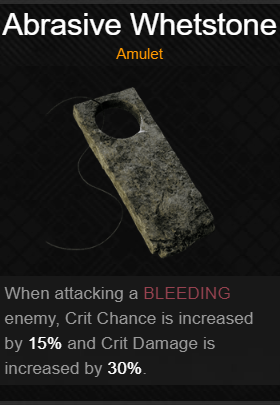 Abrasive Whetstone
Amulet
When attacking a BLEEDING
enemy, Crit Chance is increased
by 15% and Crit Damage is
increased by 30%.